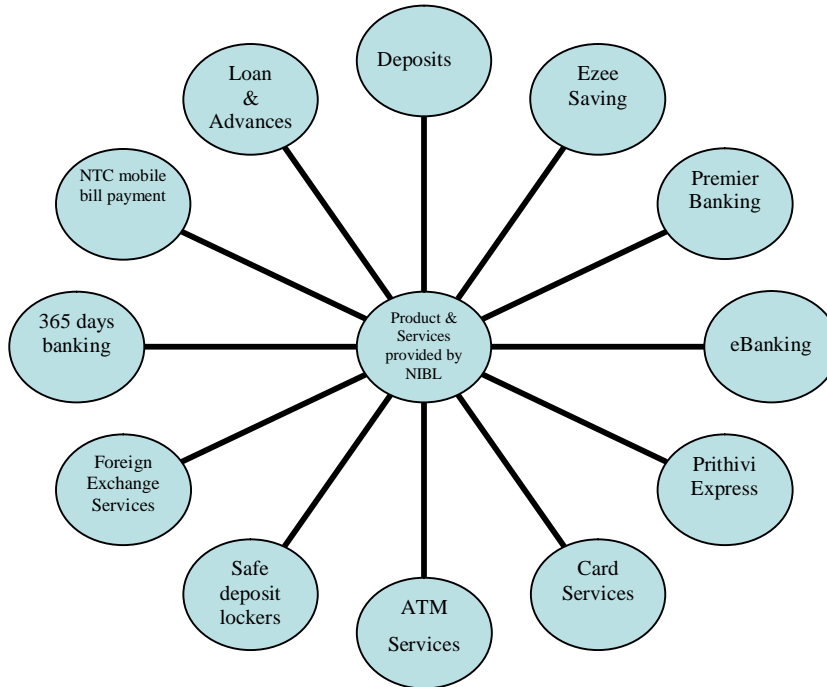 Deposits
Ezee
Saving
Premier
Banking
eBanking
Prithivi
Express
Card
Services
ATM
Services
Safe
deposit
lockers
Foreign
Exchange
Services
365 days
banking
NTC mobile
bill payment
Loan
&
Advances
Product &
Services
provided by
NIBL